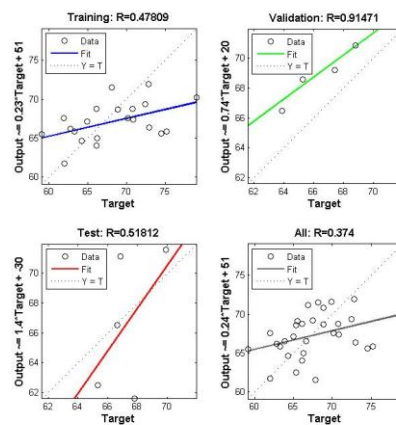 Training: R=0.47809
Output ~= 0.23*Target + 51
75
70
65
60
Data
Fit
Y = T
60 65 70 75
Target
Validation: R=0.91471
Output ~= 0.74*Target + 20
70
68
66
64
62
Data
Fit
Y = T
62 64 66 68 70
Target
Test: R=0.51812
Output ~= 1.4*Target + -30
70
68
66
64
62
Data
Fit
Y = T
62 64 66 68 70
Target
All: R=0.374
Output ~= 0.24*Target + 51
75
70
65
60
Data
Fit
Y = T
60 65 70 75
Target